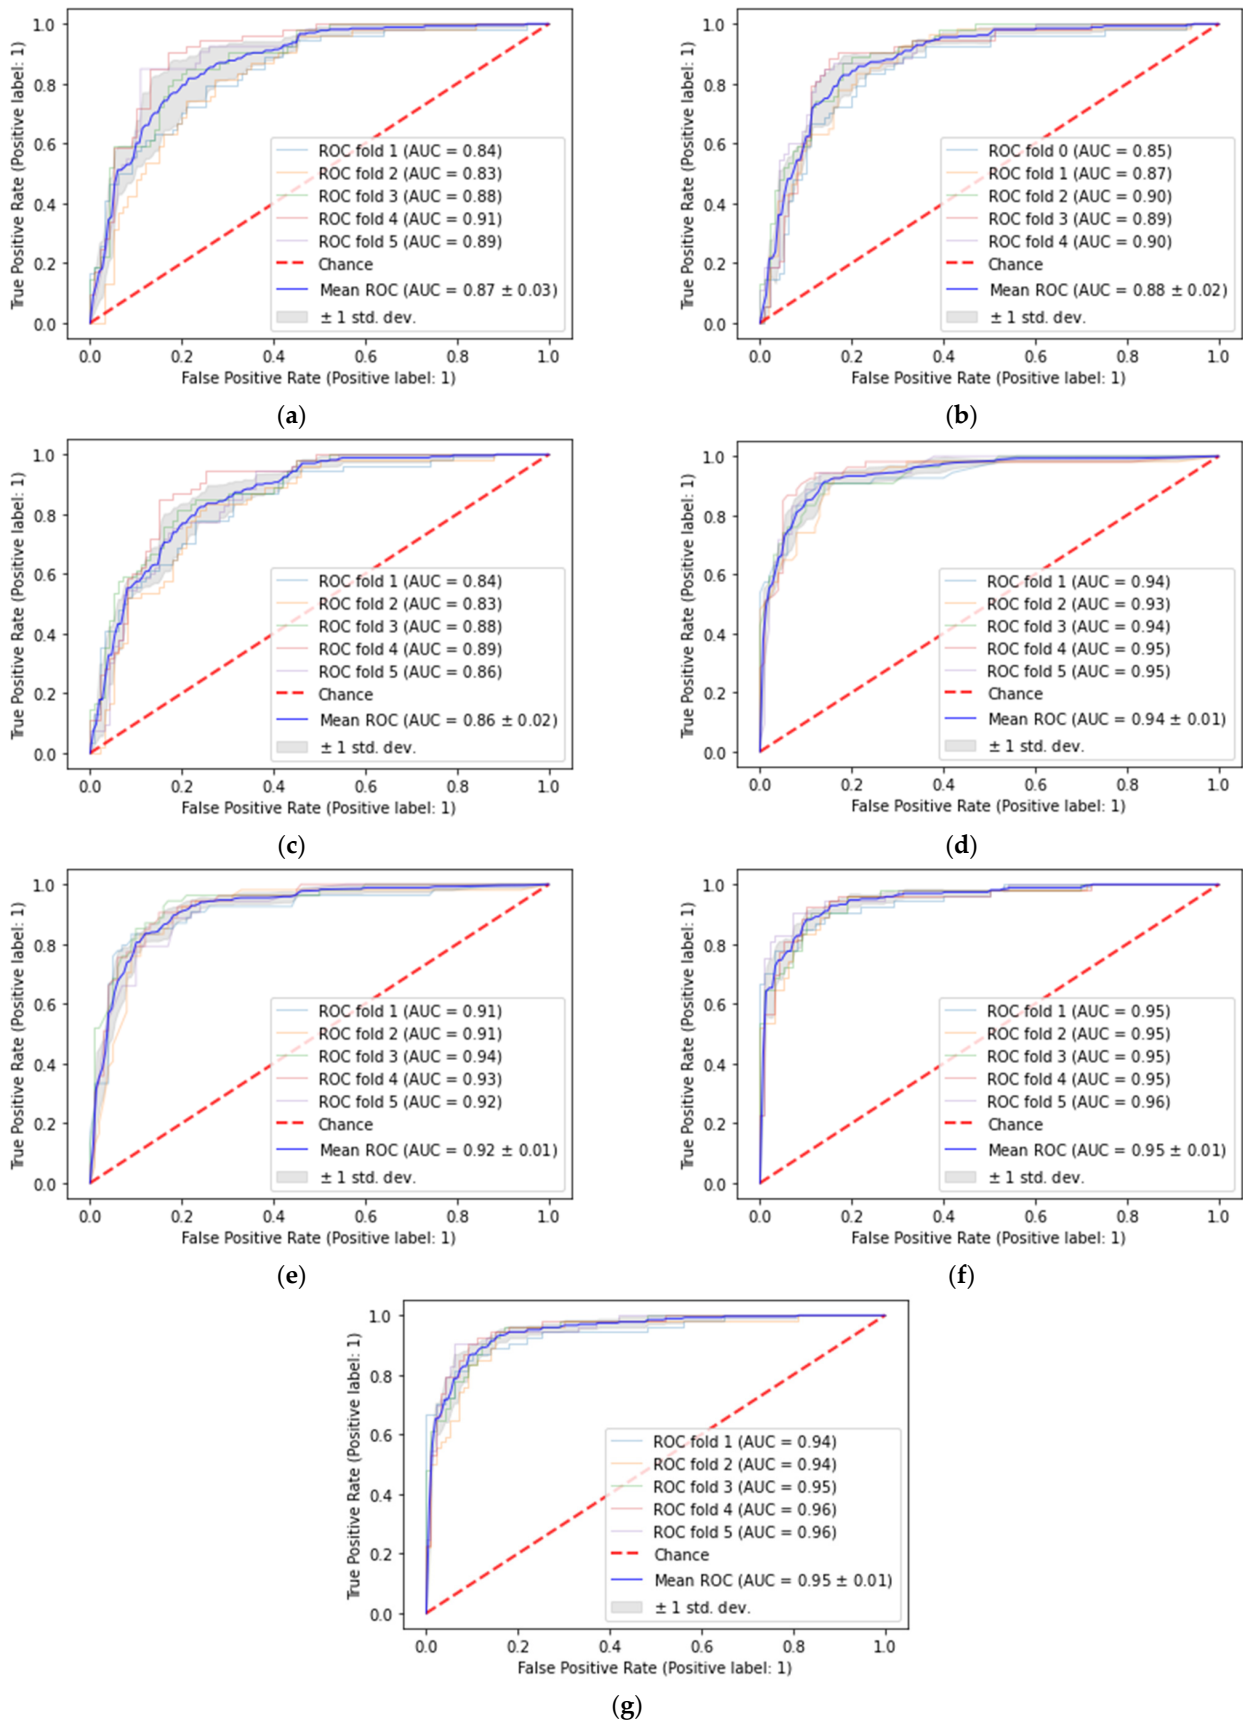 True Positive Rate (Positive label: 1)
1.0
0.8
0.6
0.4
0.2
0.0
ROC fold 1 (AUC = 0.84)
ROC fold 2 (AUC = 0.83)
ROC fold 3 (AUC = 0.88)
ROC fold 4 (AUC = 0.91)
ROC fold 5 (AUC = 0.89)
Chance
Mean ROC (AUC = 0.87 ± 0.03)
± 1 std. dev.
0.0 0.2 0.4 0.6 0.8 1.0
False Positive Rate (Positive label: 1)
(a)
True Positive Rate (Positive label: 1)
1.0
0.8
0.6
0.4
0.2
0.0
ROC fold 0 (AUC = 0.85)
ROC fold 1 (AUC = 0.87)
ROC fold 2 (AUC = 0.90)
ROC fold 3 (AUC = 0.89)
ROC fold 4 (AUC = 0.90)
Chance
Mean ROC (AUC = 0.88 ± 0.02)
± 1 std. dev.
0.0 0.2 0.4 0.6 0.8 1.0
False Positive Rate (Positive label: 1)
(b)
True Positive Rate (Positive label: 1)
1.0
0.8
0.6
0.4
0.2
0.0
ROC fold 1 (AUC = 0.84)
ROC fold 2 (AUC = 0.83)
ROC fold 3 (AUC = 0.88)
ROC fold 4 (AUC = 0.89)
ROC fold 5 (AUC = 0.86)
Chance
Mean ROC (AUC = 0.86 ± 0.02)
± 1 std. dev.
0.0 0.2 0.4 0.6 0.8 1.0
False Positive Rate (Positive label: 1)
(c)
True Positive Rate (Positive label: 1)
1.0
0.8
0.6
0.4
0.2
0.0
ROC fold 1 (AUC = 0.94)
ROC fold 2 (AUC = 0.93)
ROC fold 3 (AUC = 0.94)
ROC fold 4 (AUC = 0.95)
ROC fold 5 (AUC = 0.95)
Chance
Mean ROC (AUC = 0.94 ± 0.01)
± 1 std. dev.
0.0 0.2 0.4 0.6 0.8 1.0
False Positive Rate (Positive label: 1)
(d)
True Positive Rate (Positive label: 1)
1.0
0.8
0.6
0.4
0.2
0.0
ROC fold 1 (AUC = 0.91)
ROC fold 2 (AUC = 0.91)
ROC fold 3 (AUC = 0.94)
ROC fold 4 (AUC = 0.93)
ROC fold 5 (AUC = 0.92)
Chance
Mean ROC (AUC = 0.92 ± 0.01)
± 1 std. dev.
0.0 0.2 0.4 0.6 0.8 1.0
False Positive Rate (Positive label: 1)
(e)
True Positive Rate (Positive label: 1)
1.0
0.8
0.6
0.4
0.2
0.0
ROC fold 1 (AUC = 0.95)
ROC fold 2 (AUC = 0.95)
ROC fold 3 (AUC = 0.95)
ROC fold 4 (AUC = 0.95)
ROC fold 5 (AUC = 0.96)
Chance
Mean ROC (AUC = 0.95 ± 0.01)
± 1 std. dev.
0.0 0.2 0.4 0.6 0.8 1.0
False Positive Rate (Positive label: 1)
(f)
True Positive Rate (Positive label: 1)
1.0
0.8
0.6
0.4
0.2
0.0
ROC fold 1 (AUC = 0.94)
ROC fold 2 (AUC = 0.94)
ROC fold 3 (AUC = 0.95)
ROC fold 4 (AUC = 0.96)
ROC fold 5 (AUC = 0.96)
Chance
Mean ROC (AUC = 0.95 ± 0.01)
± 1 std. dev.
0.0 0.2 0.4 0.6 0.8 1.0
False Positive Rate (Positive label: 1)
(g)